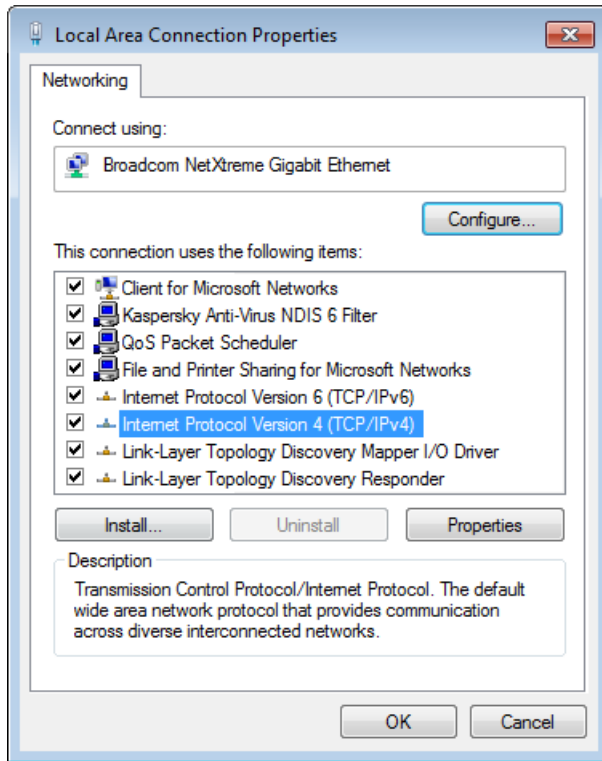 Local Area Connection Properties
Networking
Connect using:
Broadcom NetXtreme Gigabit Ethernet
Configure...
This connection uses the following items:
Client for Microsoft Networks
Kaspersky Anti-Virus NDIS 6 Filter
QoS Packet Scheduler
File and Printer Sharing for Microsoft Networks
Internet Protocol Version 6 (TCP/IPv6)
Internet Protocol Version 4 (TCP/IPv4)
Link-Layer Topology Discovery Mapper I/O Driver
Link-Layer Topology Discovery Responder
Install... Uninstall Properties
Description
Transmission Control Protocol/Internet Protocol. The default
wide area network protocol that provides communication
across diverse interconnected networks.
OK Cancel